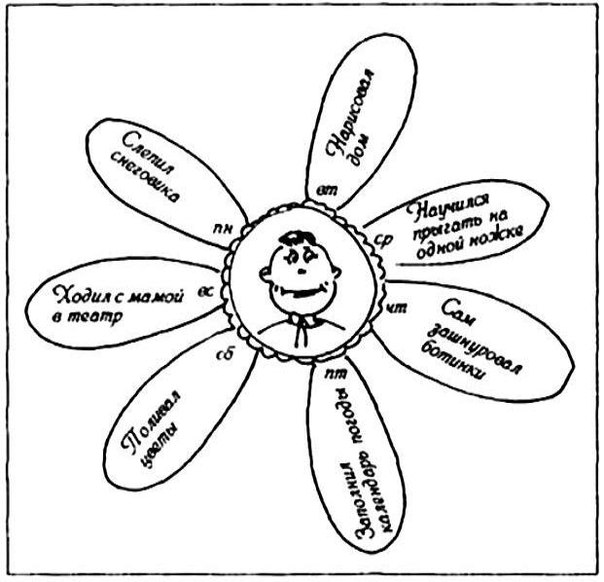 Слепил
снеговика
пн
Нарисовал
дом
вт
Научился
прыгать на
одной ножке
ср
Сам
зашнуровал
ботинки
чт
Заполнил
календарь погоды
пт
Поливал
цветы
сб
Ходил с мамой
в театр
вс